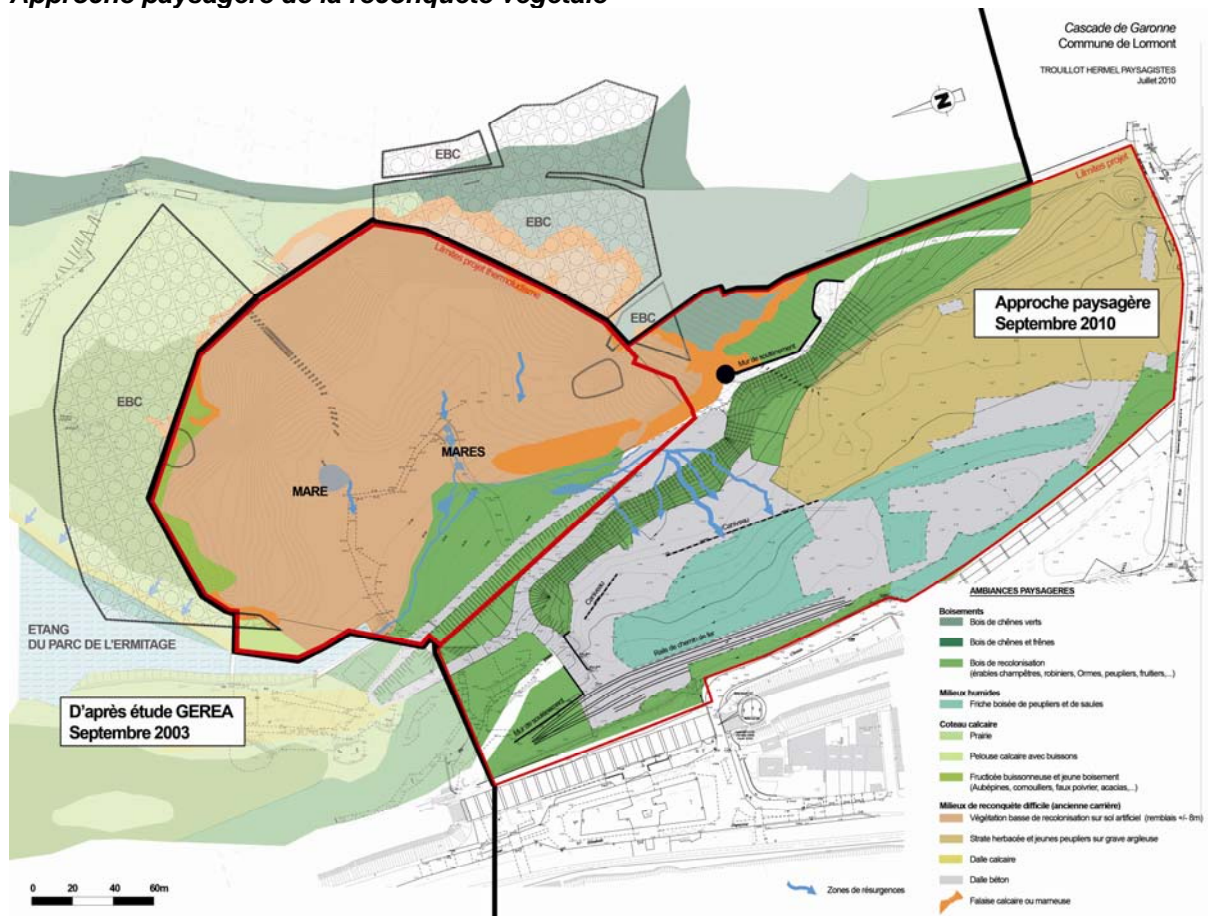 Approche paysagère de la reconquête végétale
Cascade de Garonne
Commune de Lormont
TROUILLOT HERMEL PAYSAGISTES
Juillet 2010
N
EBC
EBC
EBC
EBC
Limites projet
Limites projet thermoludisme
Approche paysagère
Septembre 2010
Mur de soutènement
MARES
MARE
Caniveau
Caniveau
Rails de chemin de fer
Mur de soutènement
ETANG
DU PARC DE L'ERMITAGE
D'après étude GEREA
Septembre 2003
AMBIANCES PAYSAGERES
Boisements
Bois de chênes verts
Bois de chênes et frênes
Bois de recolonisation
(érables champêtres, robiniers, Ormes, peupliers, fruitiers,...)
Milieux humides
Friche boisée de peupliers et de saules
Coteau calcaire
Prairie
Pelouse calcaire avec buissons
Fruticée buissonneuse et jeune boisement
(Aubépines, cornouillers, faux poivrier, acacias,...)
Milieux de reconquête difficile (ancienne carrière)
Végétation basse de recolonisation sur sol artificiel (remblais +/- 8m)
Strate herbacée et jeunes peupliers sur grave argileuse
Dalle calcaire
Dalle béton
Falaise calcaire ou marneuse
Zones de résurgences
0 20 40 60m